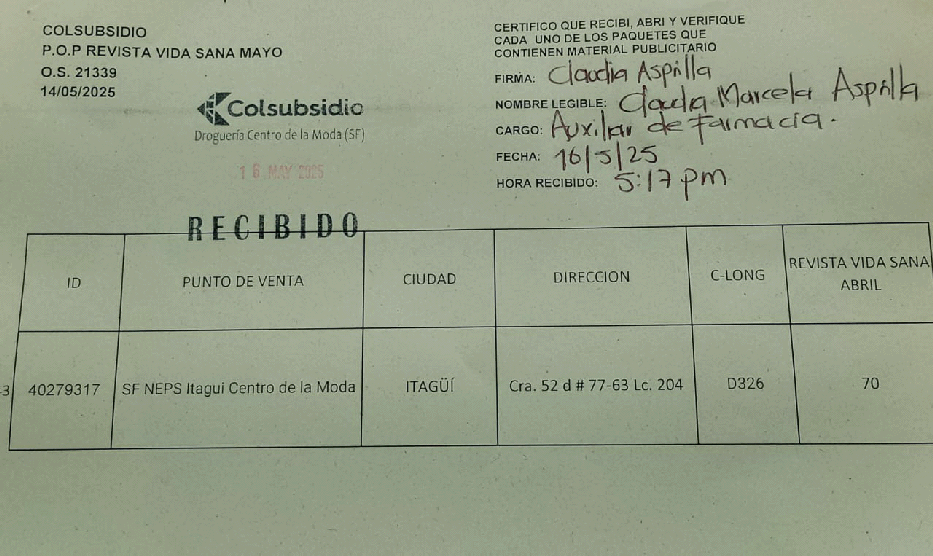 COLSUBSIDIO
P.O.P REVISTA VIDA SANA MAYO
O.S. 21339
14/05/2025
Colsubsidio
Droguería Centro de la Moda (SF)
16 MAY 2025
RECIBIDO
CERTIFICO QUE RECIBI, ABRI Y VERIFIQUE
CADA UNO DE LOS PAQUETES QUE
CONTIENEN MATERIAL PUBLICITARIO
FIRMA: Claudia Asprilla
NOMBRE LEGIBLE: Claudia Marcela Asprilla
CARGO: Auxiliar de Farmacia.
FECHA: 16/5/25
HORA RECIBIDO: 5:17 pm
ID PUNTO DE VENTA CIUDAD DIRECCION C-LONG REVISTA VIDA SANA
ABRIL
3 40279317 SF NEPS Itagui Centro de la Moda ITAGÜÍ Cra. 52 d # 77-63 Lc. 204 D326 70